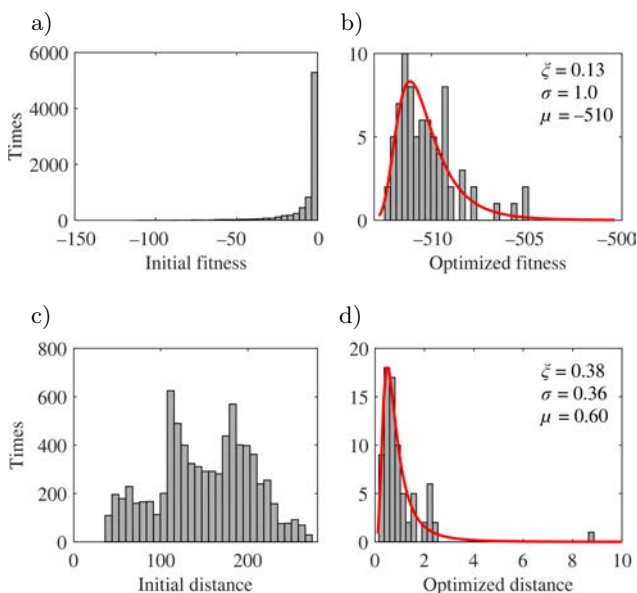 a)
b)
6000
4000
2000
0
Times
−150
−100
−50
0
Initial fitness
10
5
0
ξ = 0.13
σ = 1.0
μ = −510
−510
−505
−500
Optimized fitness
c)
d)
800
600
400
200
0
Times
0
100
200
Initial distance
20
15
10
5
0
ξ = 0.38
σ = 0.36
μ = 0.60
0
2
4
6
8
10
Optimized distance